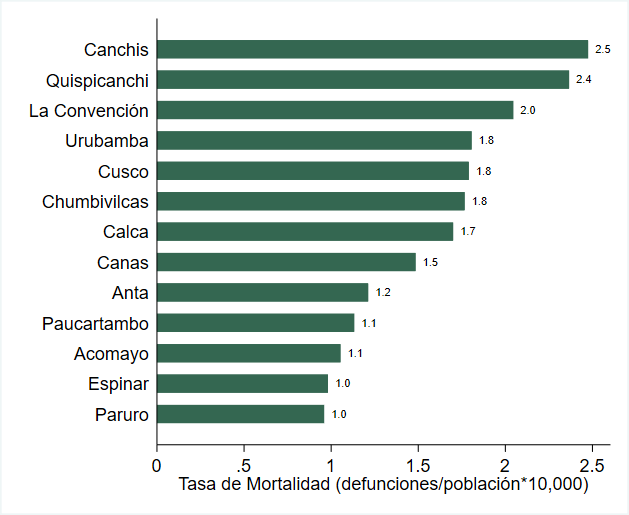 Canchis 2.5
Quispicanchi 2.4
La Convención 2.0
Urubamba 1.8
Cusco 1.8
Chumbivilcas 1.8
Calca 1.7
Canas 1.5
Anta 1.2
Paucartambo 1.1
Acomayo 1.1
Espinar 1.0
Paruro 1.0
0 .5 1 1.5 2 2.5
Tasa de Mortalidad (defunciones/población*10,000)